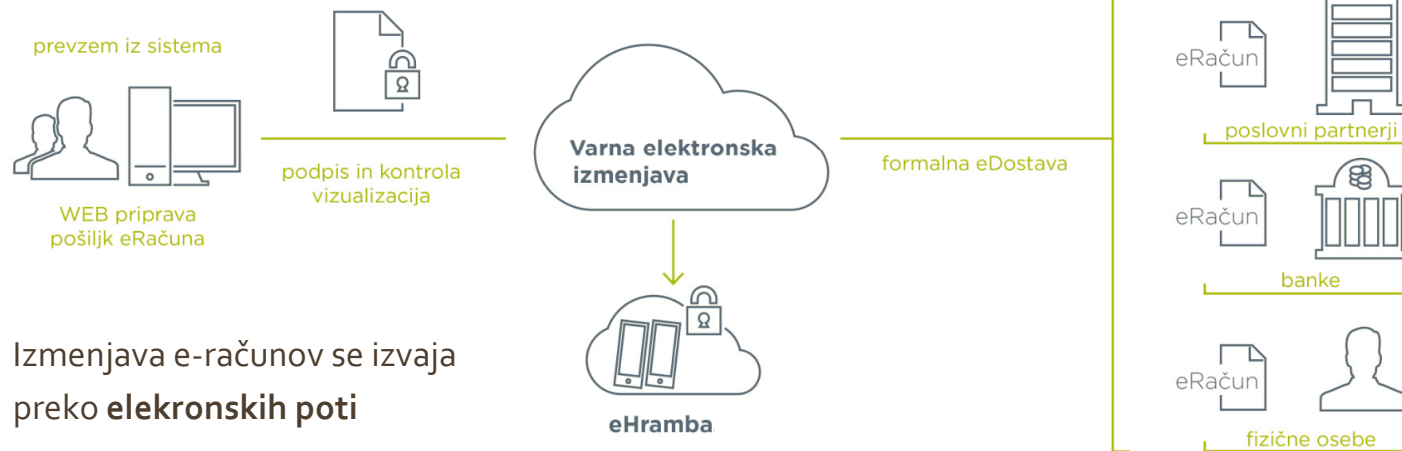 prevzem iz sistema
WEB priprava
pošiljk eRačuna
podpis in kontrola
vizualizacija
Varna elektronska
izmenjava
eHramba
formalna eDostava
eRačun
poslovni partnerji
eRačun
banke
eRačun
fizične osebe
Izmenjava e-računov se izvaja
preko elekronskih poti